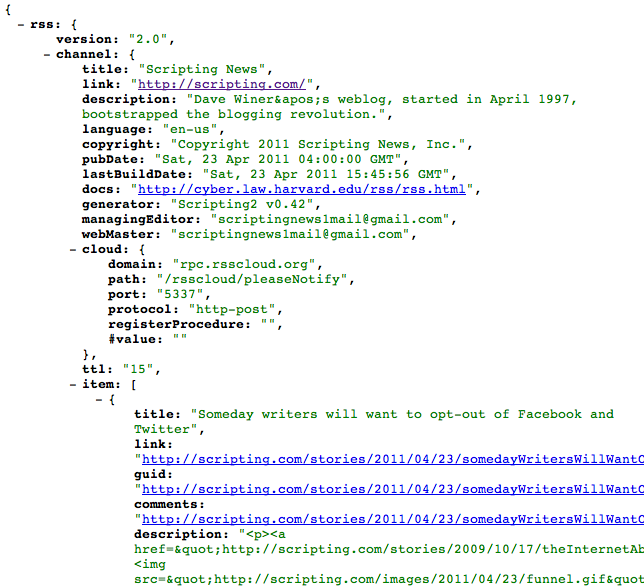 {
- rss: {
version: "2.0",
- channel: {
title: "Scripting News",
link: "http://scripting.com/",
description: "Dave Winer&apos;s weblog, started in April 1997,
bootstrapped the blogging revolution.",
language: "en-us",
copyright: "Copyright 2011 Scripting News, Inc.",
pubDate: "Sat, 23 Apr 2011 04:00:00 GMT",
lastBuildDate: "Sat, 23 Apr 2011 15:45:56 GMT",
docs: "http://cyber.law.harvard.edu/rss/rss.html",
generator: "Scripting2 v0.42",
managingEditor: "scriptingnews1mail@gmail.com",
webMaster: "scriptingnews1mail@gmail.com",
- cloud: {
domain: "rpc.rsscloud.org",
path: "/rsscloud/pleaseNotify",
port: "5337",
protocol: "http-post",
registerProcedure: "",
#value: ""
},
ttl: "15",
- item: [
- {
title: "Someday writers will want to opt-out of Facebook and
Twitter",
link:
"http://scripting.com/stories/2011/04/23/somedayWritersWillWantO
guid:
"http://scripting.com/stories/2011/04/23/somedayWritersWillWantO
comments:
"http://scripting.com/stories/2011/04/23/somedayWritersWillWantO
description: "<p><a
href=&quot;http://scripting.com/stories/2009/10/17/theInternetAb
<img
src=&quot;http://scripting.com/images/2011/04/23/funnel.gif&quot